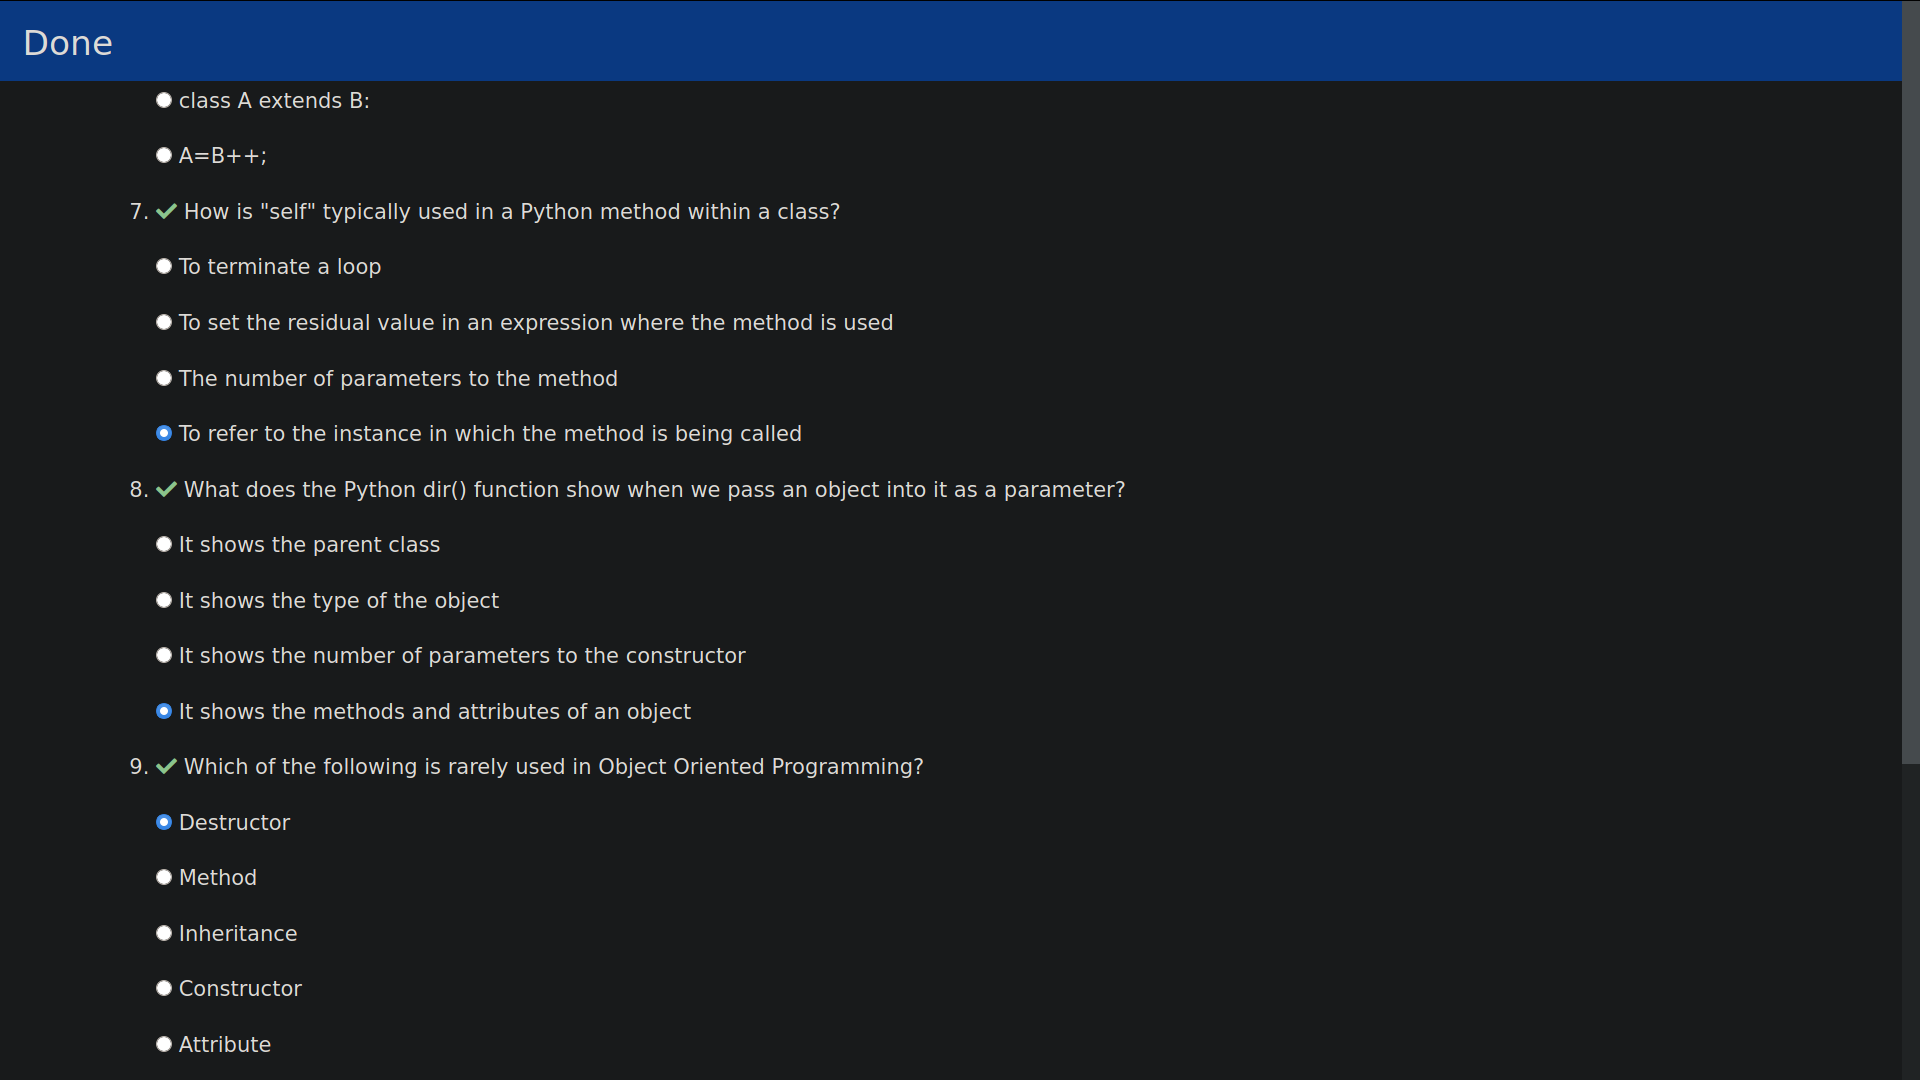 Done
class A extends B:
A=B++;
7. How is "self" typically used in a Python method within a class?
To terminate a loop
To set the residual value in an expression where the method is used
The number of parameters to the method
To refer to the instance in which the method is being called
8. What does the Python dir() function show when we pass an object into it as a parameter?
It shows the parent class
It shows the type of the object
It shows the number of parameters to the constructor
It shows the methods and attributes of an object
9. Which of the following is rarely used in Object Oriented Programming?
Destructor
Method
Inheritance
Constructor
Attribute